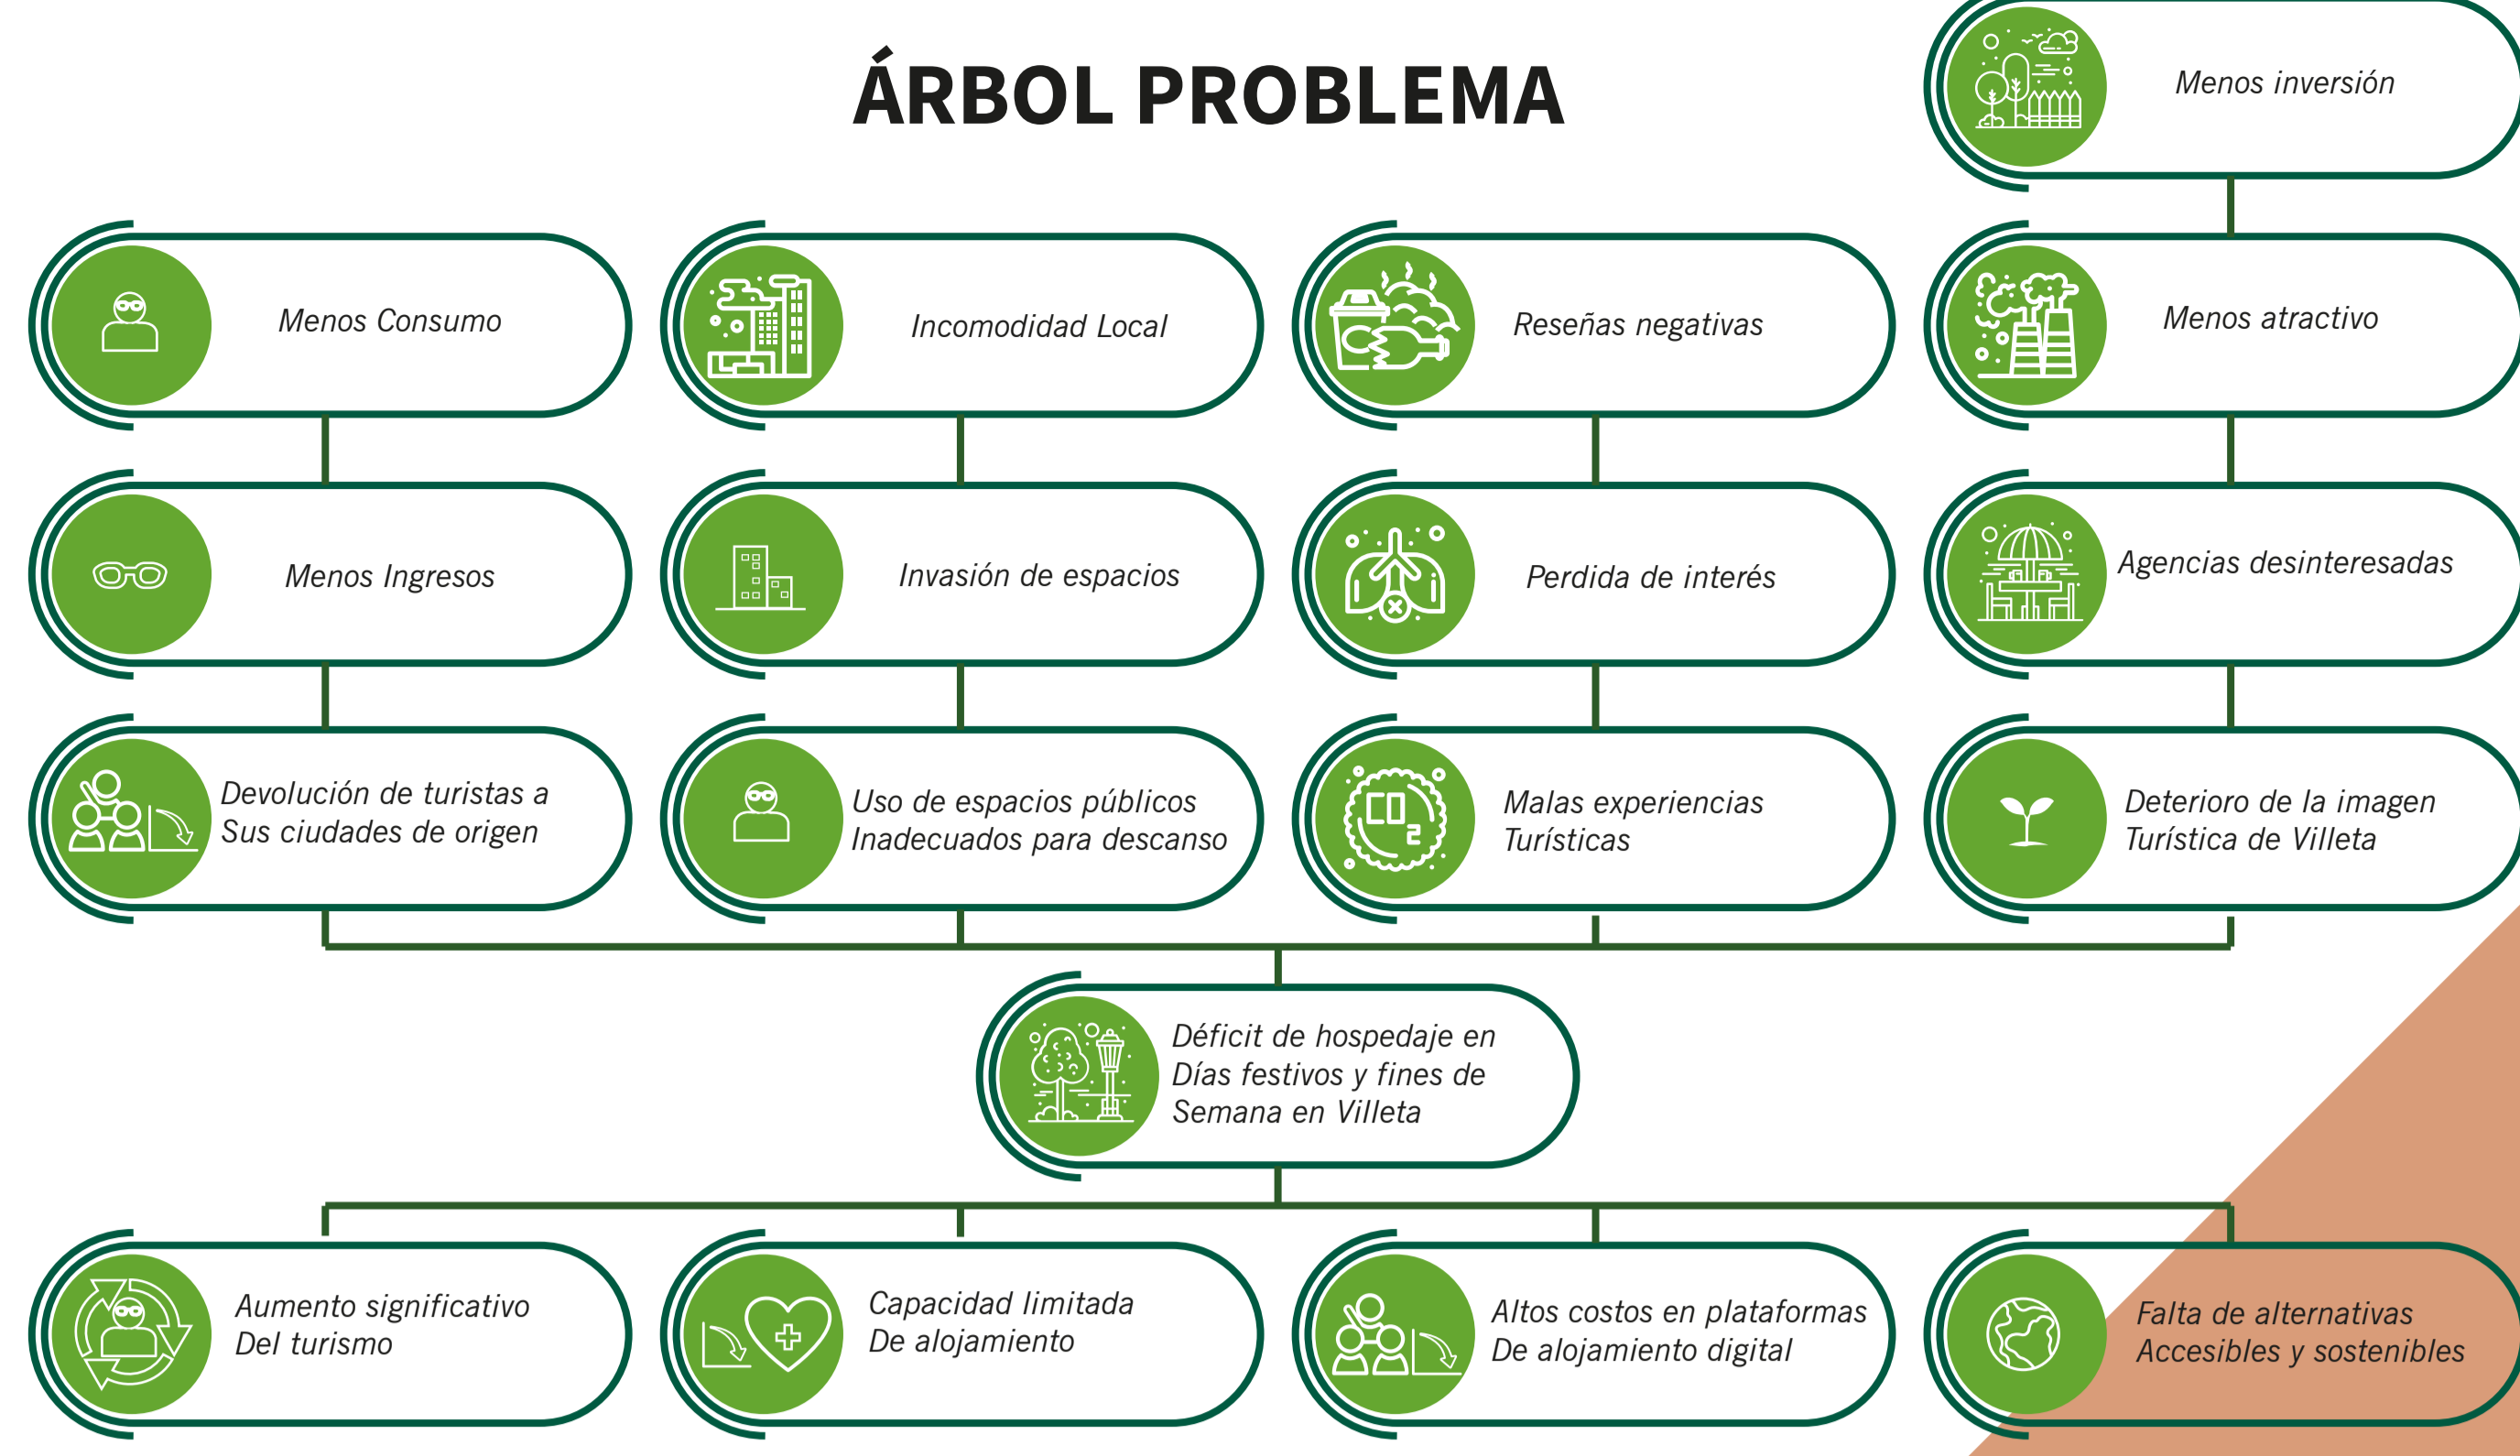 ÁRBOL PROBLEMA
Menos inversión
Menos Consumo
Incomodidad Local
Reseñas negativas
Menos atractivo
Menos Ingresos
Invasión de espacios
Perdida de interés
Agencias desinteresadas
Devolución de turistas a
Sus ciudades de origen
Uso de espacios públicos
Inadecuados para descanso
Malas experiencias
Turísticas
CO2
Deterioro de la imagen
Turística de Villeta
Déficit de hospedaje en
Días festivos y fines de
Semana en Villeta
Aumento significativo
Del turismo
Capacidad limitada
De alojamiento
Altos costos en plataformas
De alojamiento digital
Falta de alternativas
Accesibles y sostenibles